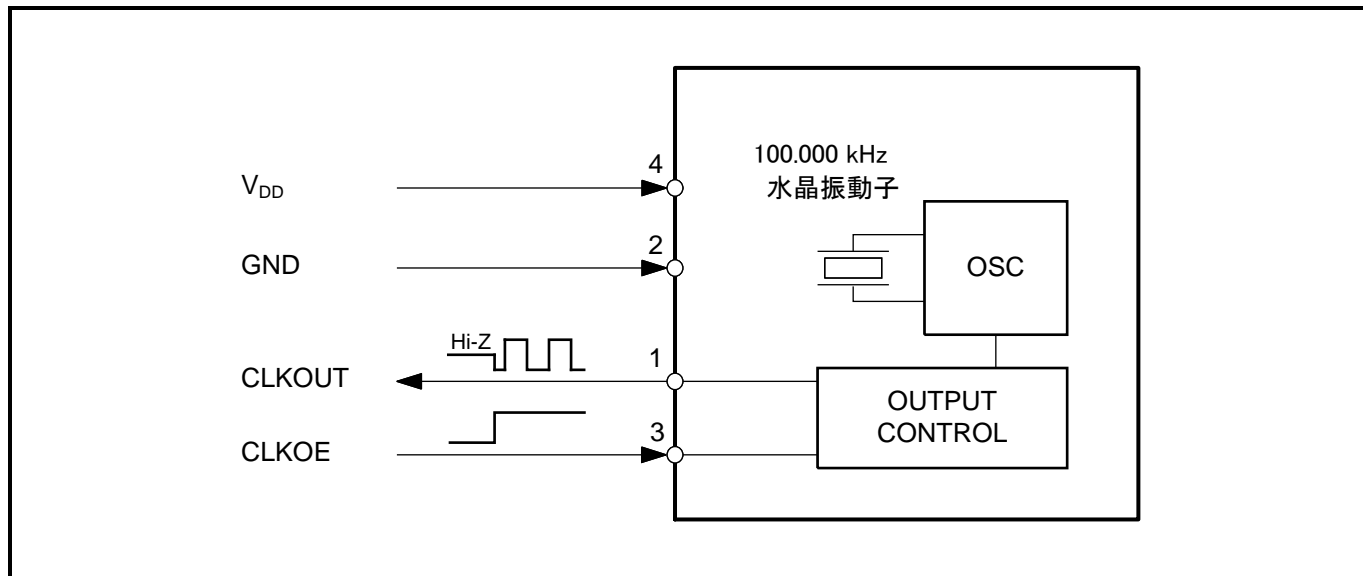 100.000 kHz
水晶振動子
V_DD
4
GND
2
OSC
Hi-Z
CLKOUT
1
OUTPUT
CONTROL
CLKOE
3